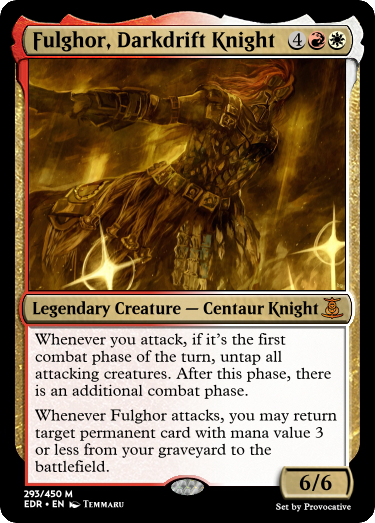 Fulghor, Darkdrift Knight 4
Legendary Creature — Centaur Knight
Whenever you attack, if it's the first
combat phase of the turn, untap all
attacking creatures. After this phase, there
is an additional combat phase.
Whenever Fulghor attacks, you may return
target permanent card with mana value 3
or less from your graveyard to the
battlefield.
6/6
293/450 M
EDR • EN Temmaru
Set by Provocative